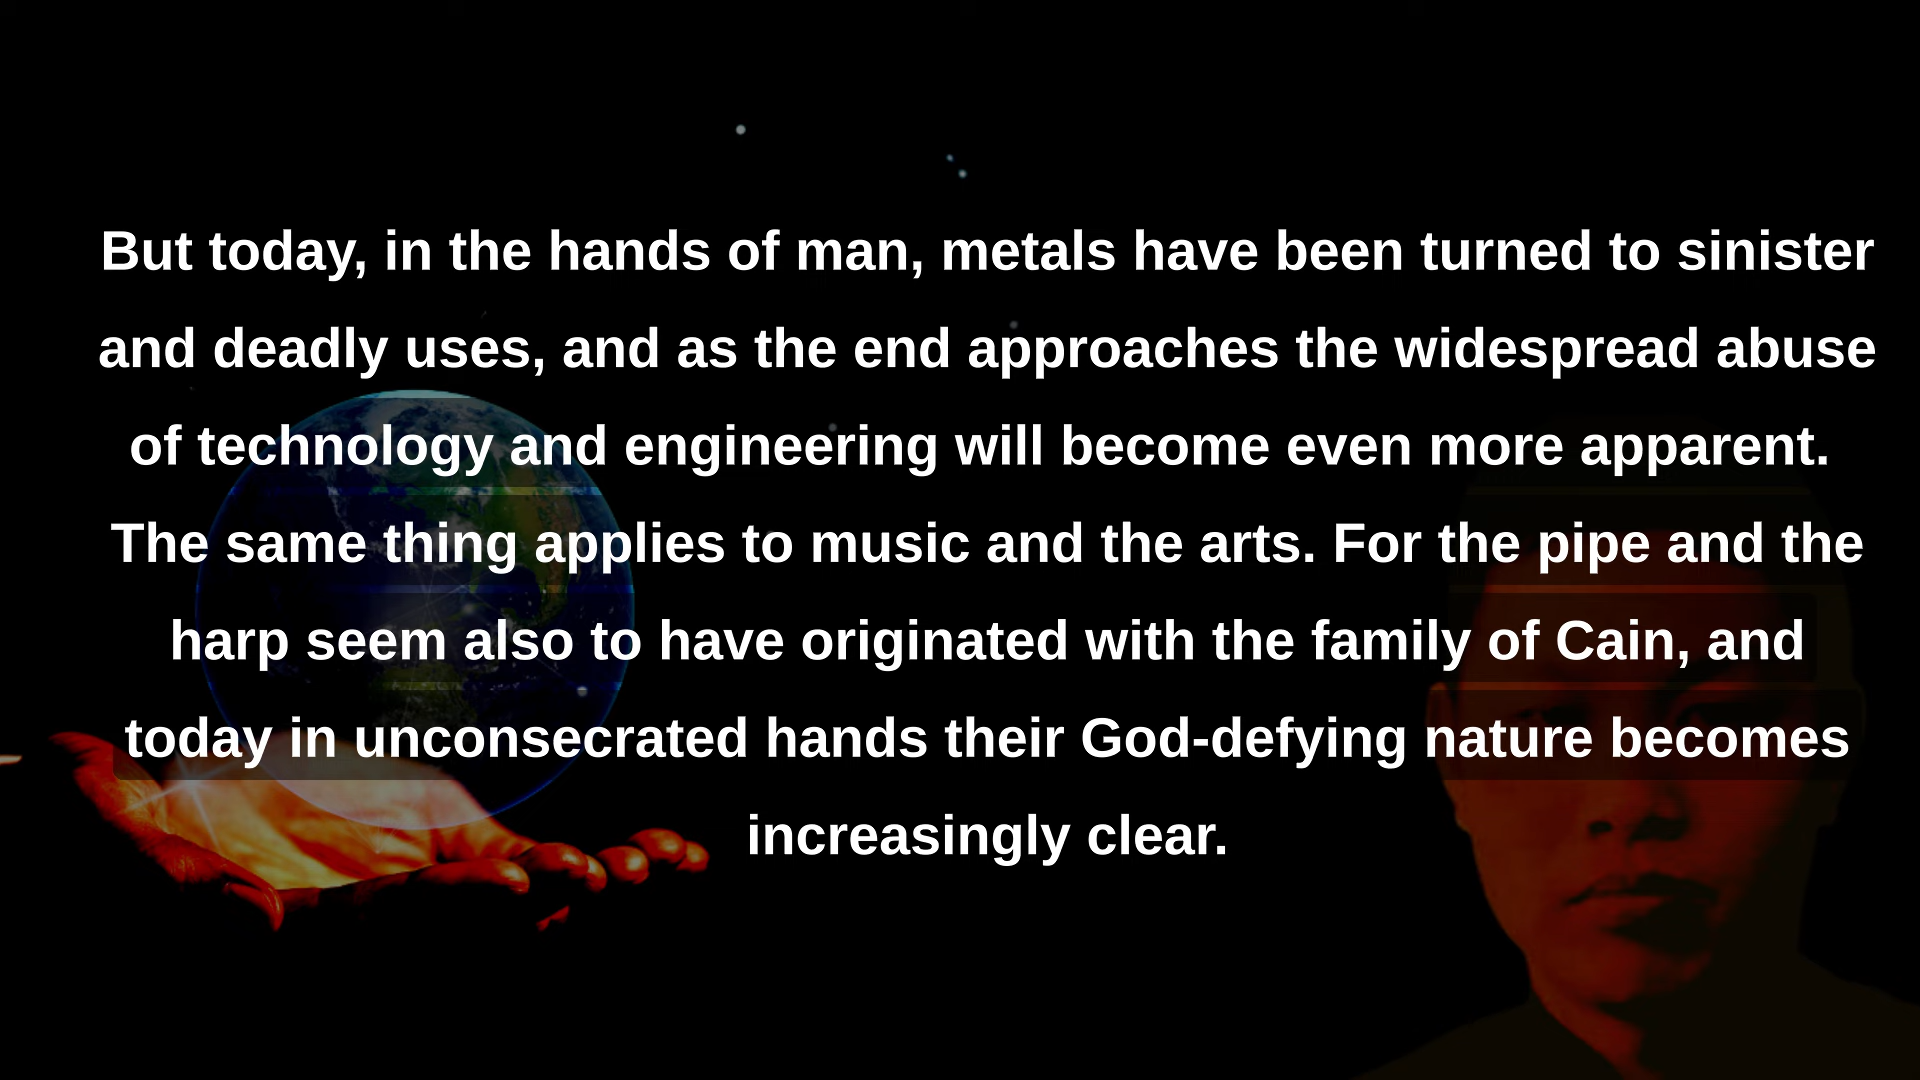 But today, in the hands of man, metals have been turned to sinister
and deadly uses, and as the end approaches the widespread abuse
of technology and engineering will become even more apparent.
The same thing applies to music and the arts. For the pipe and the
harp seem also to have originated with the family of Cain, and
today in unconsecrated hands their God-defying nature becomes
increasingly clear.